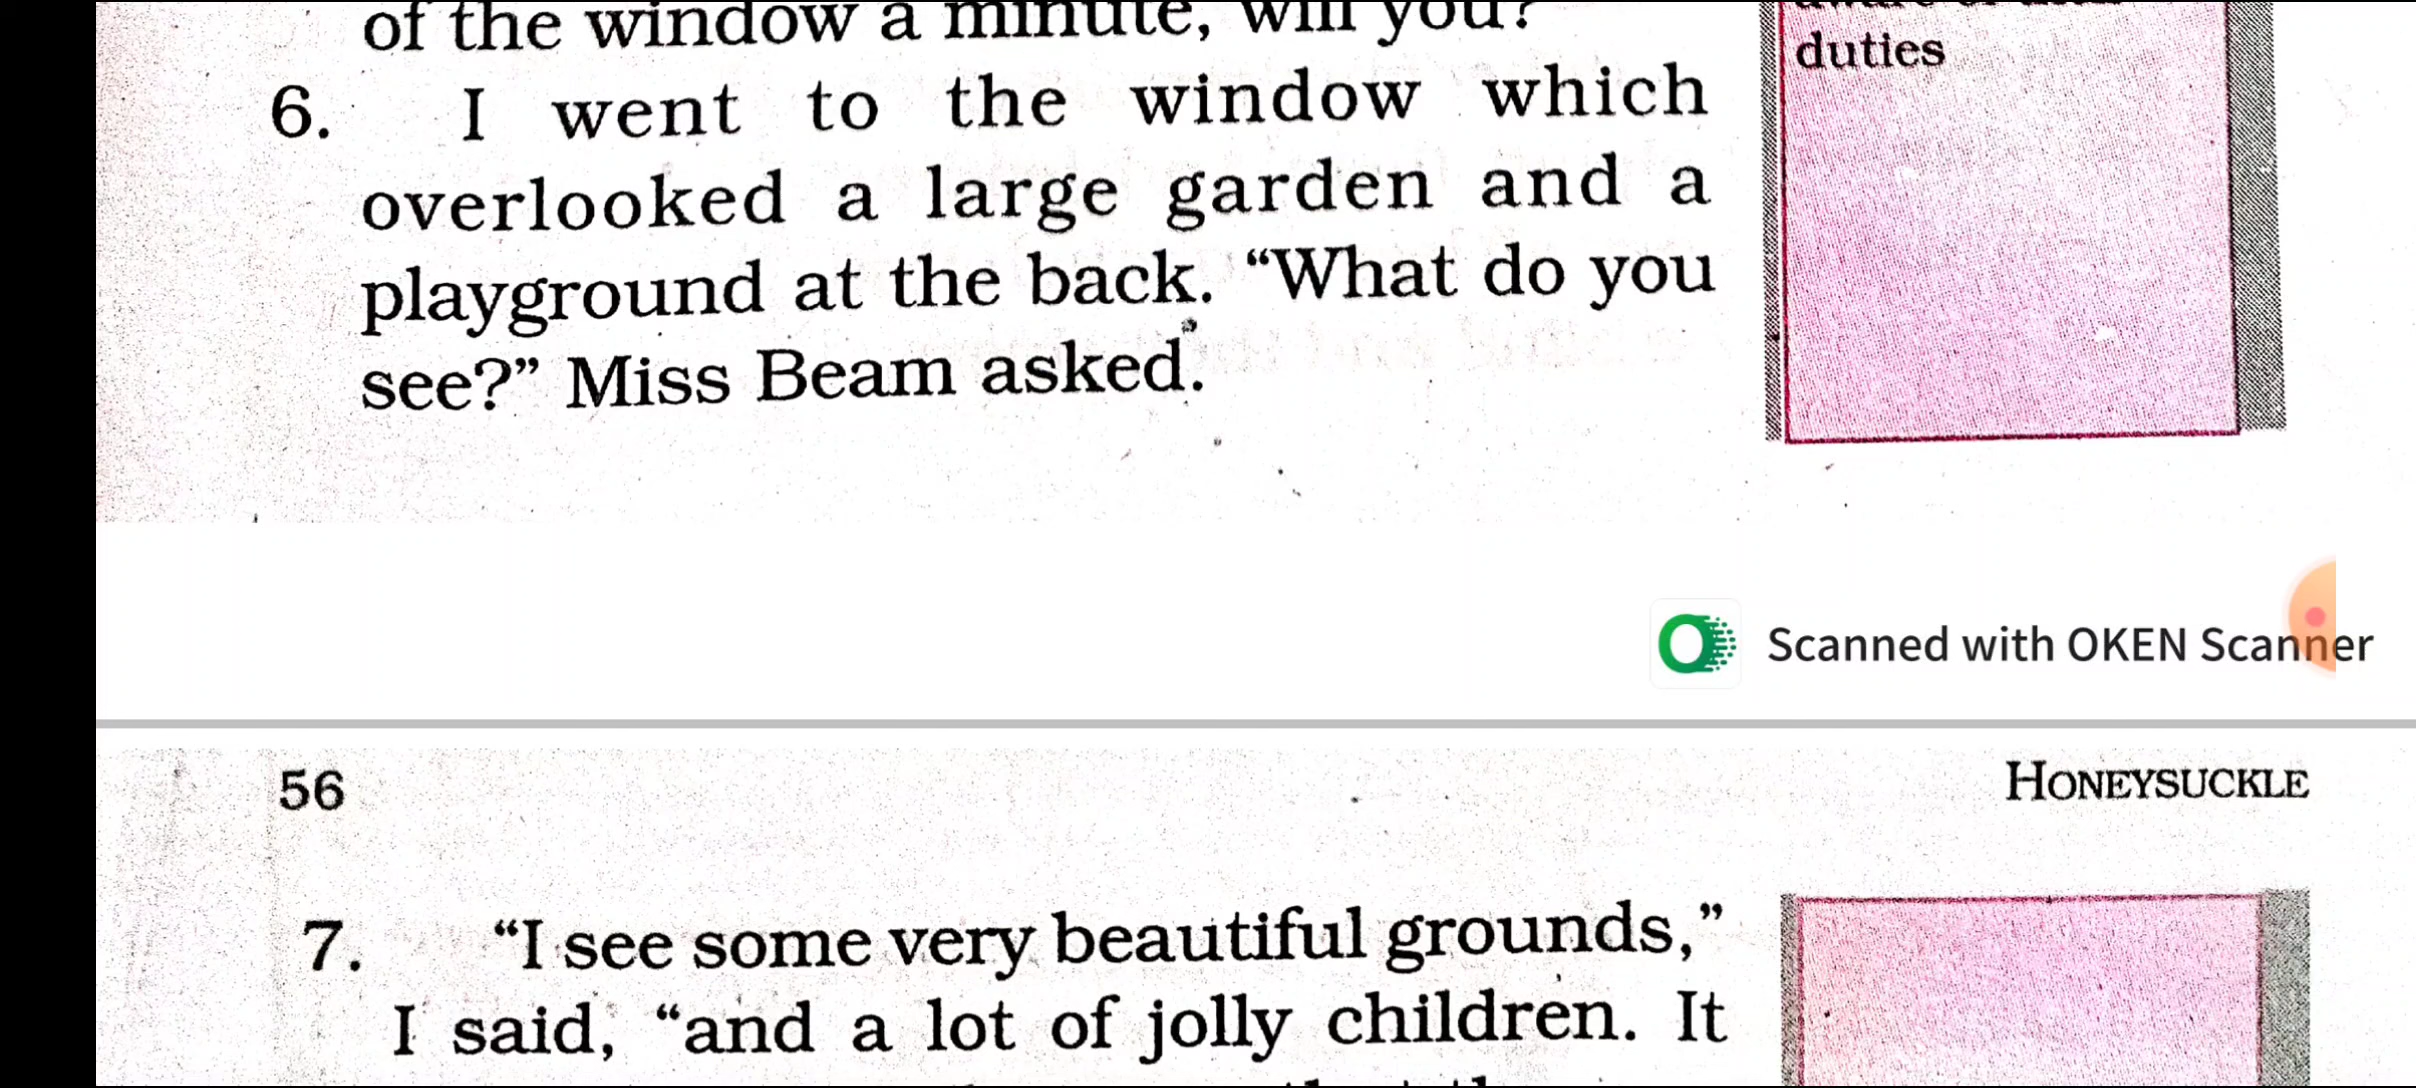 of the window a minute, will you?
duties
6. I went to the window which
overlooked a large garden and a
playground at the back. “What do you
see?” Miss Beam asked.
Scanned with OKEN Scanner
56
HONEYSUCKLE
7. “I see some very beautiful grounds,”
I said, “and a lot of jolly children. It